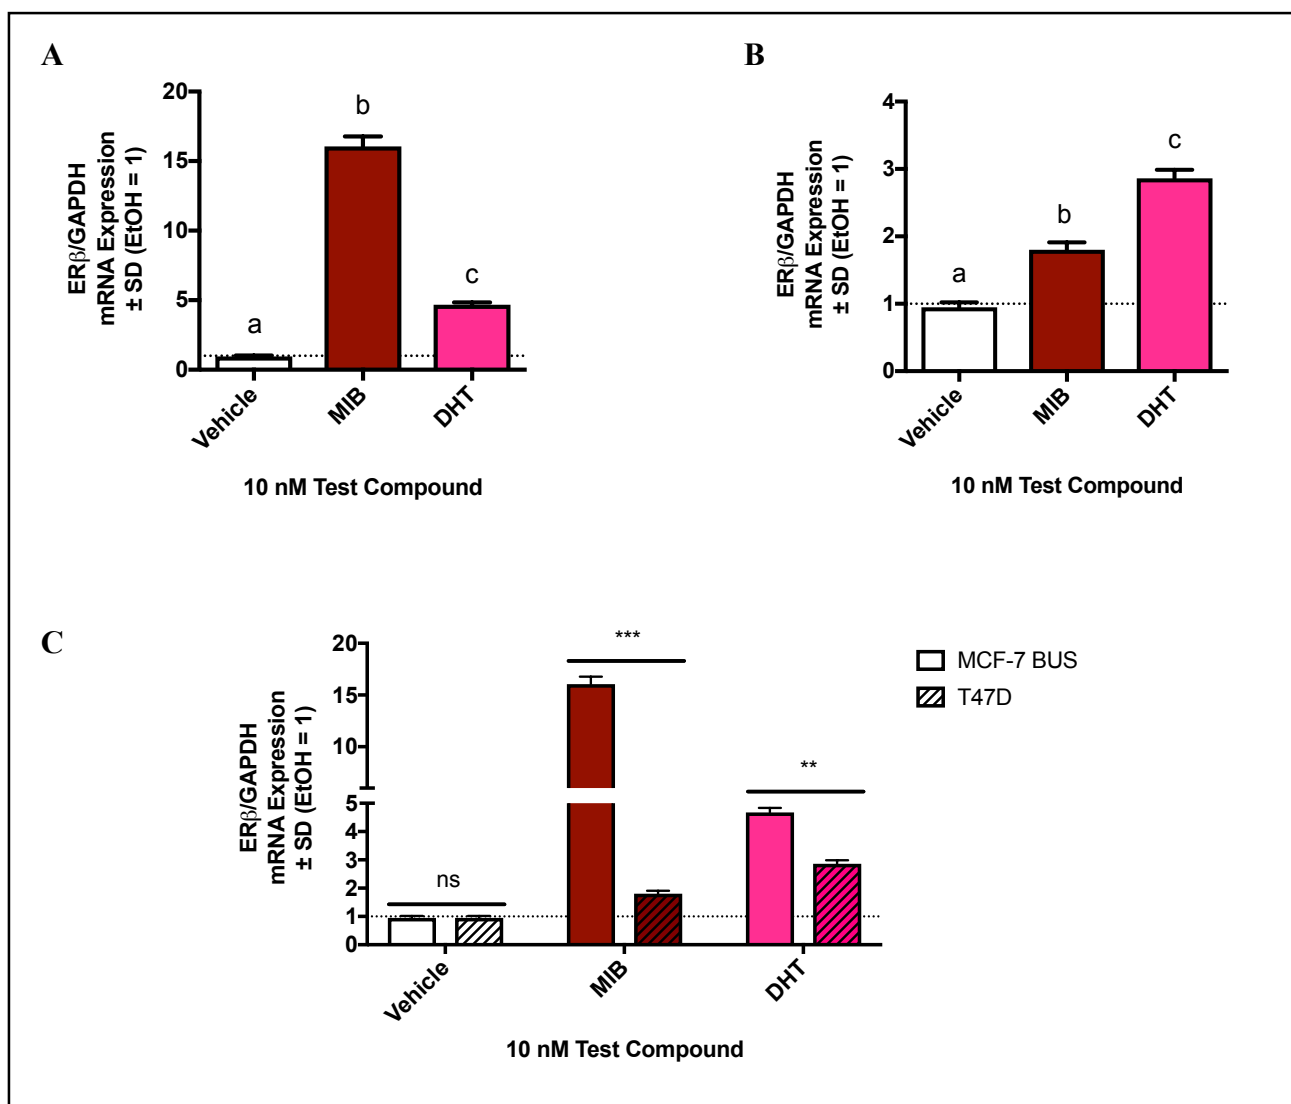 A
ERβ/GAPDH
mRNA Expression
± SD (EtOH = 1)
20
15
10
5
0
a
b
c
Vehicle
MIB
DHT
10 nM Test Compound
B
ERβ/GAPDH
mRNA Expression
± SD (EtOH = 1)
4
3
2
1
0
a
b
c
Vehicle
MIB
DHT
10 nM Test Compound
C
ERβ/GAPDH
mRNA Expression
± SD (EtOH = 1)
20
15
10
5
4
3
2
1
0
ns
***
**
Vehicle
MIB
DHT
10 nM Test Compound
MCF-7 BUS
T47D